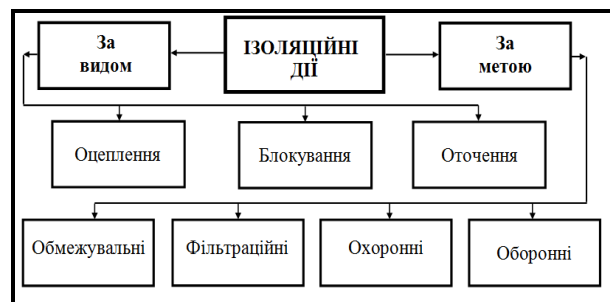 За
видом
ІЗОЛЯЦІЙНІ
ДІЇ
За
метою
Оцеплення
Блокування
Оточення
Обмежувальні
Фільтраційні
Охоронні
Оборонні